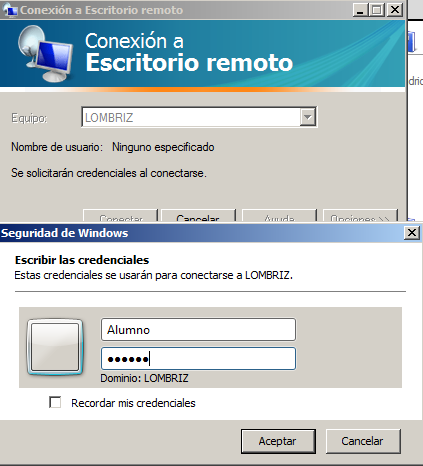 Conexión a Escritorio remoto
Conexión a
Escritorio remoto
Equipo: LOMBRIZ
Nombre de usuario: Ninguno especificado
Se solicitarán credenciales al conectarse.
Conectar Cancelar Ayuda Opciones >>
Seguridad de Windows
Escribir las credenciales
Estas credenciales se usarán para conectarse a LOMBRIZ.
Alumno
●●●●●●
Dominio: LOMBRIZ
Recordar mis credenciales
Aceptar Cancelar